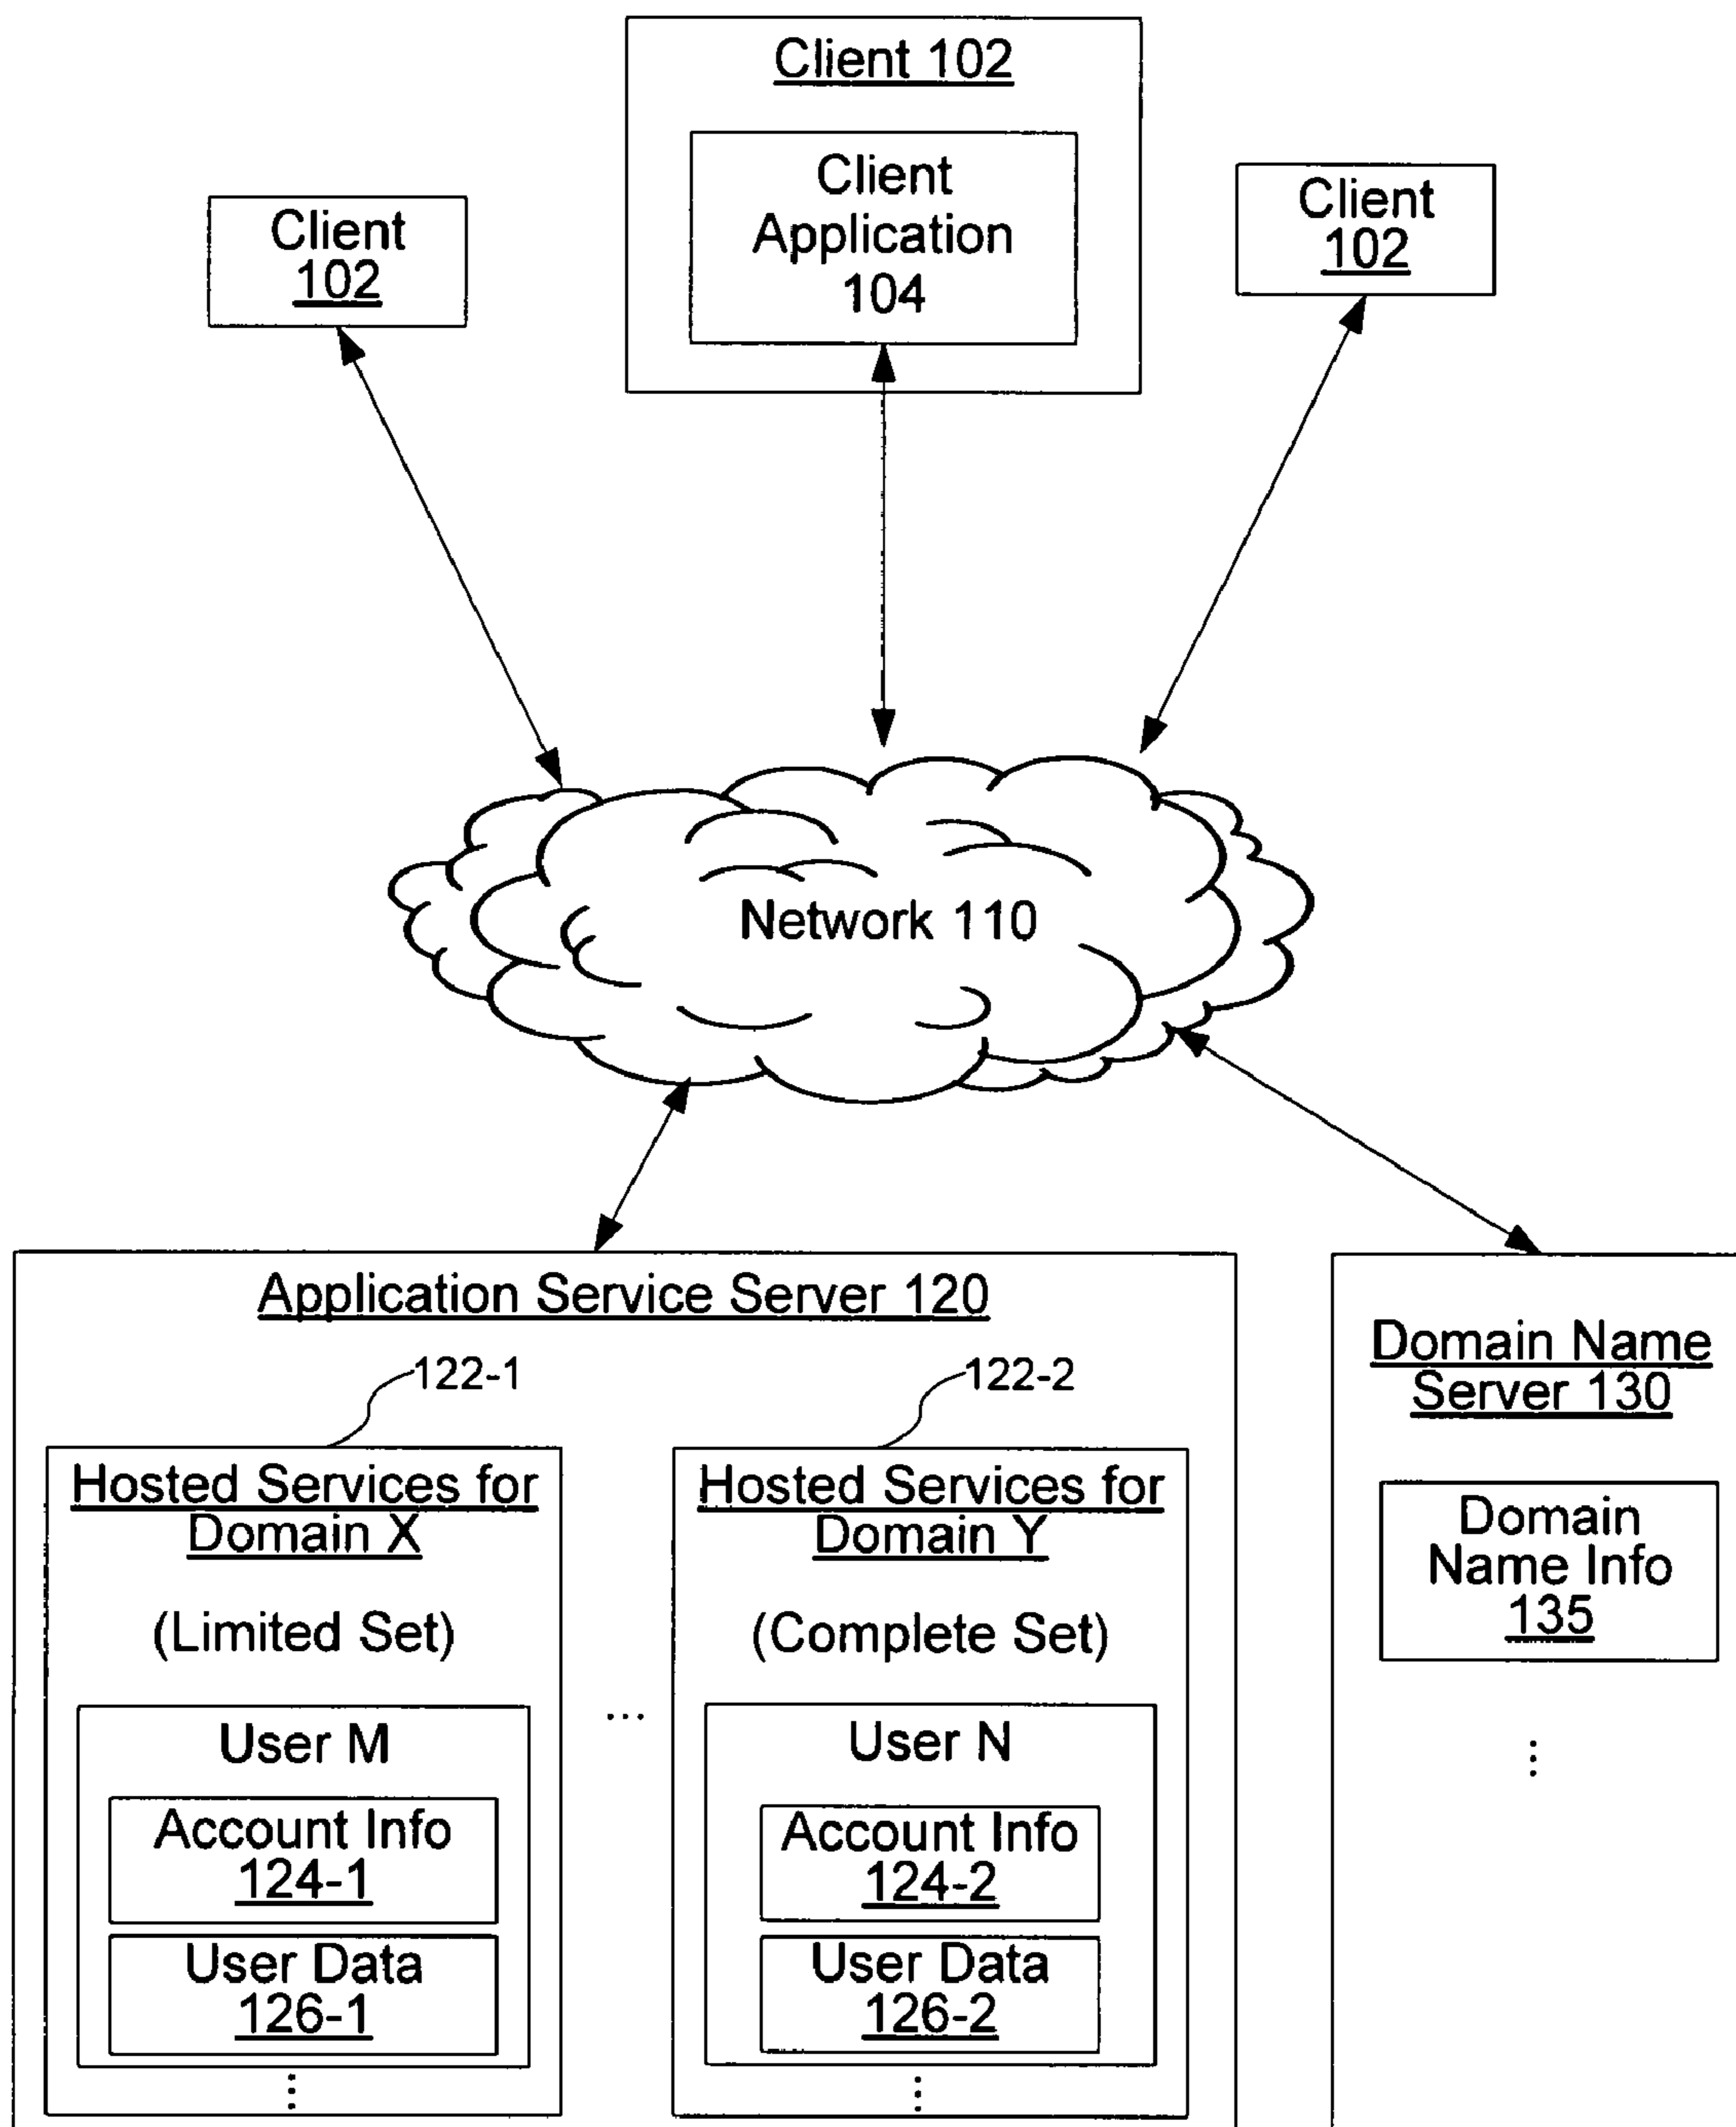 Client 102
Client
Application
104
Client
102
Client
102
Network 110
Application Service Server 120
122-1
122-2
Hosted Services for
Domain X
(Limited Set)
User M
Account Info
124-1
User Data
126-1
⋮
...
Hosted Services for
Domain Y
(Complete Set)
User N
Account Info
124-2
User Data
126-2
⋮
Domain Name
Server 130
Domain
Name Info
135
⋮